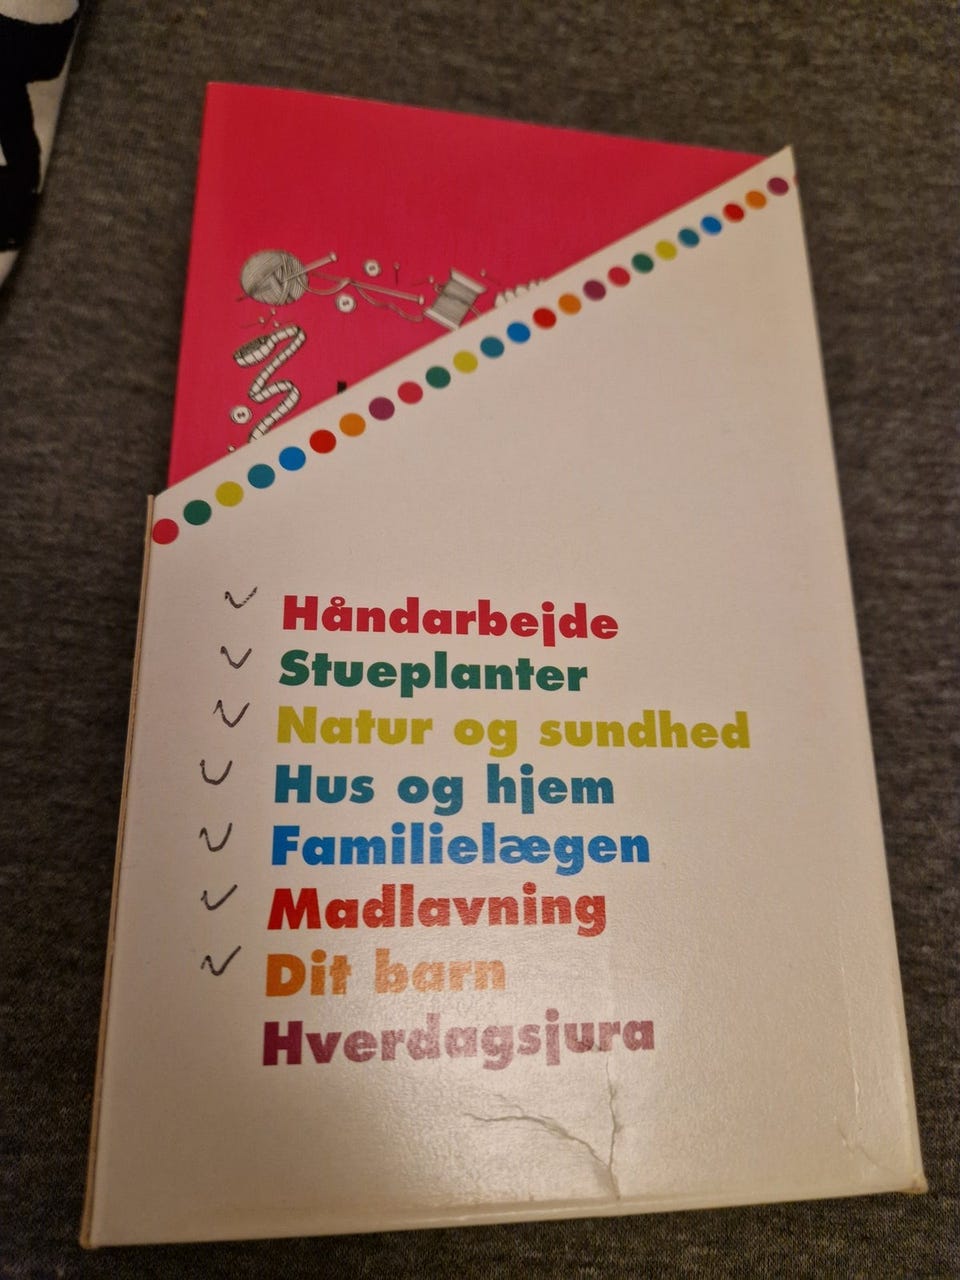 Håndarbejde
Stueplanter
Natur og sundhed
Hus og hjem
Familielægen
Madlavning
Dit barn
Hverdagsjura